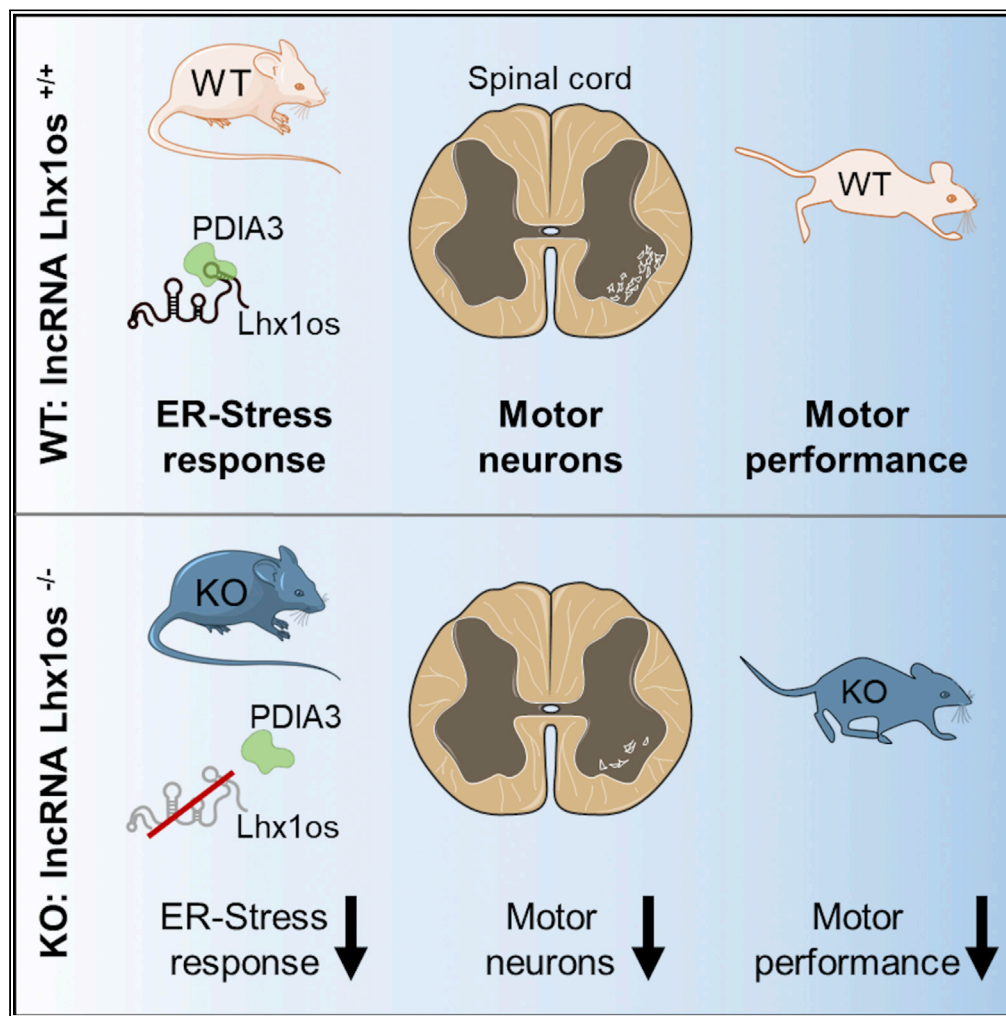 WT: lncRNA Lhx1os +/+
WT
PDIA3
Lhx1os
ER-Stress
response
Spinal cord
Motor
neurons
WT
Motor
performance
KO: lncRNA Lhx1os -/-
KO
PDIA3
Lhx1os
ER-Stress
response
Motor
neurons
KO
Motor
performance